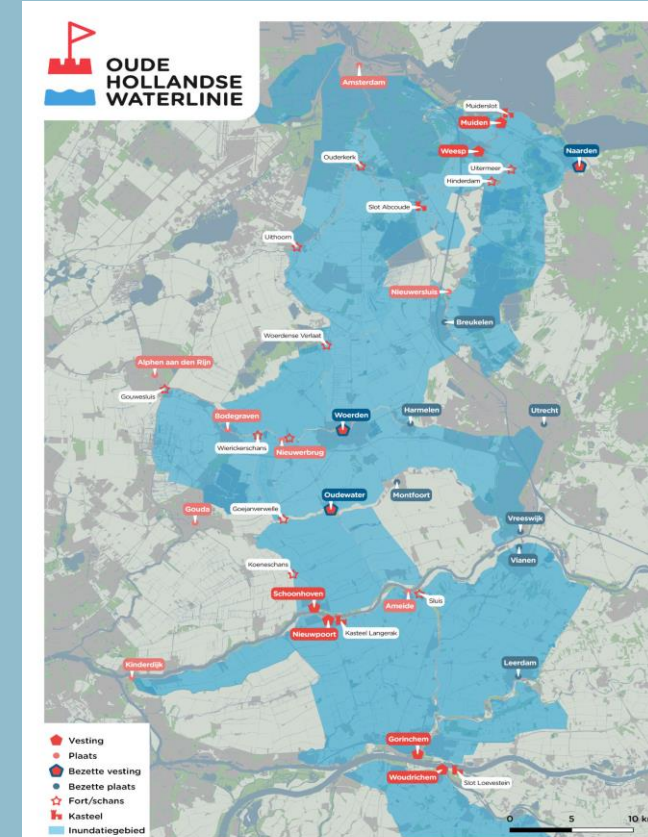 OUDE
HOLLANDSE
WATERLINIE
Amsterdam
Muiderslot
Muiden
Weesp
Naarden
Ouderkerk
Uitermeer
Hinderdam
Slot Abcoude
Uithoorn
Nieuwersluis
Breukelen
Woerdense Verlaat
Alphen aan den Rijn
Gouwesluis
Bodegraven
Woerden
Harmelen
Utrecht
Wierickerschans
Nieuwerbrug
Oudewater
Montfoort
Gouda
Goejanverwelle
Vreeswijk
Vianen
Koeneschans
Schoonhoven
Ameide
Sluis
Nieuwpoort
Kasteel Langerak
Kinderdijk
Leerdam
Gorinchem
Woudrichem
Slot Loevestein
Vesting
Plaats
Bezette vesting
Bezette plaats
Fort/schans
Kasteel
Inundatiegebied
0 5 10 km